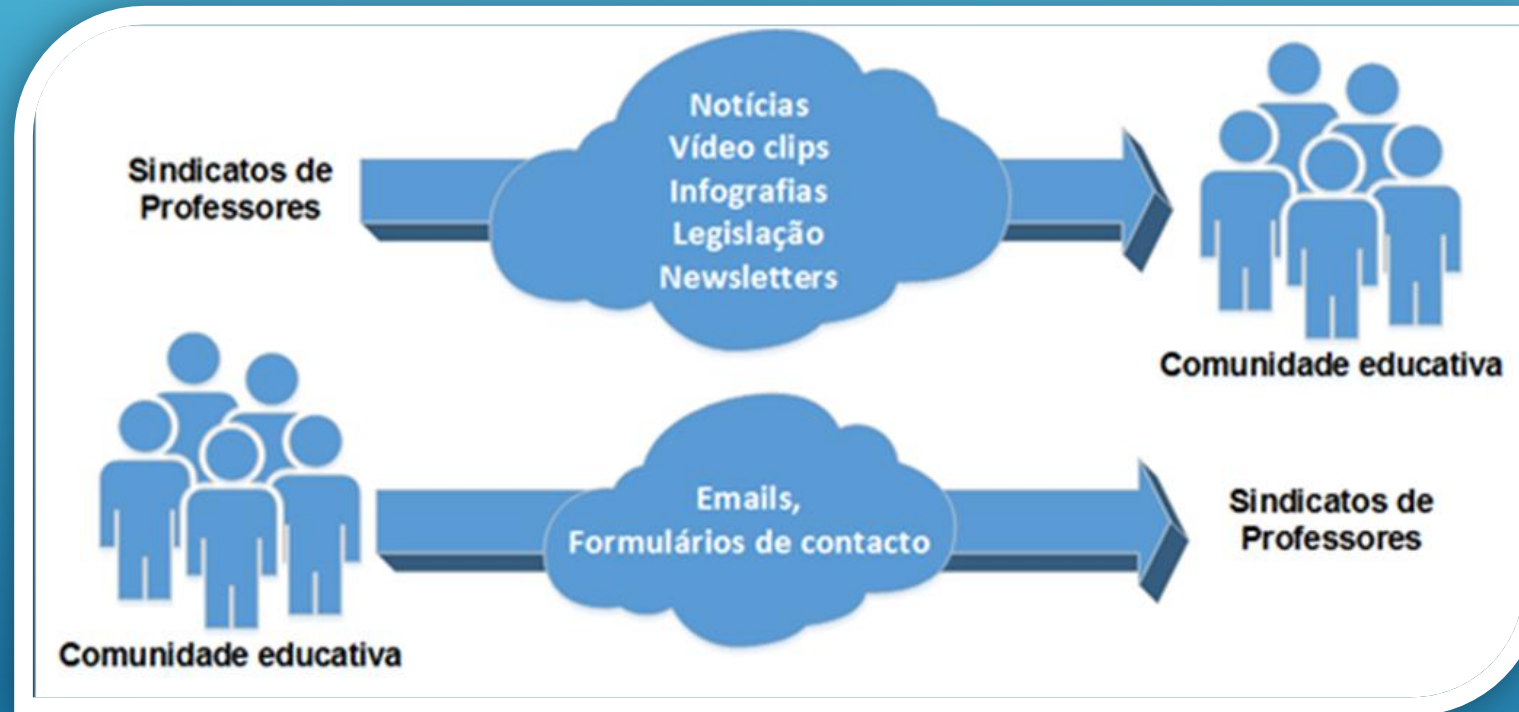 Sindicatos de
Professores
Notícias
Vídeo clips
Infografias
Legislação
Newsletters
Comunidade educativa
Comunidade educativa
Emails,
Formulários de contacto
Sindicatos de
Professores